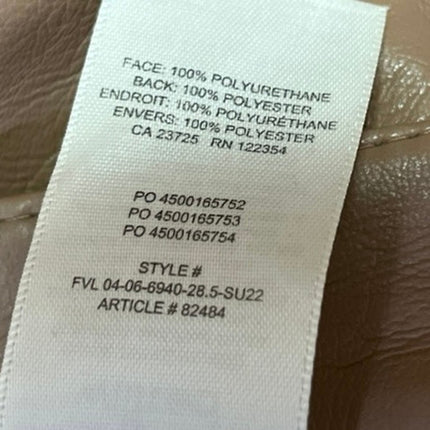 FACE: 100% POLYURETHANE
BACK: 100% POLYESTER
ENDROIT: 100% POLYURÉTHANE
ENVERS: 100% POLYESTER
CA 23725 RN 122354
PO 4500165752
PO 4500165753
PO 4500165754
STYLE #
FVL 04-06-6940-28.5-SU22
ARTICLE # 82484